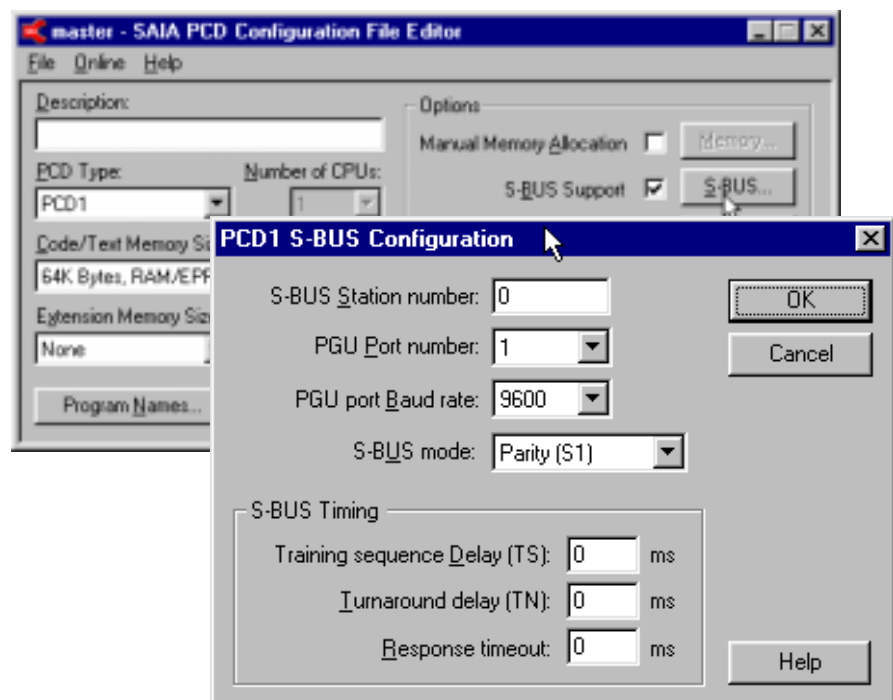 master - SAIA PCD Configuration File Editor
File Online Help
Description:
Options
Manual Memory Allocation
Memory...
PCD Type:
Number of CPUs:
S-BUS Support
S-BUS...
PCD1
1
Code/Text Memory Si
64K Bytes, RAM/EPF
Extension Memory Siz
None
Program Names...
PCD1 S-BUS Configuration
S-BUS Station number: 0
OK
PGU Port number: 1
Cancel
PGU port Baud rate: 9600
S-BUS mode: Parity (S1)
S-BUS Timing
Training sequence Delay (TS): 0 ms
Turnaround delay (TN): 0 ms
Response timeout: 0 ms
Help